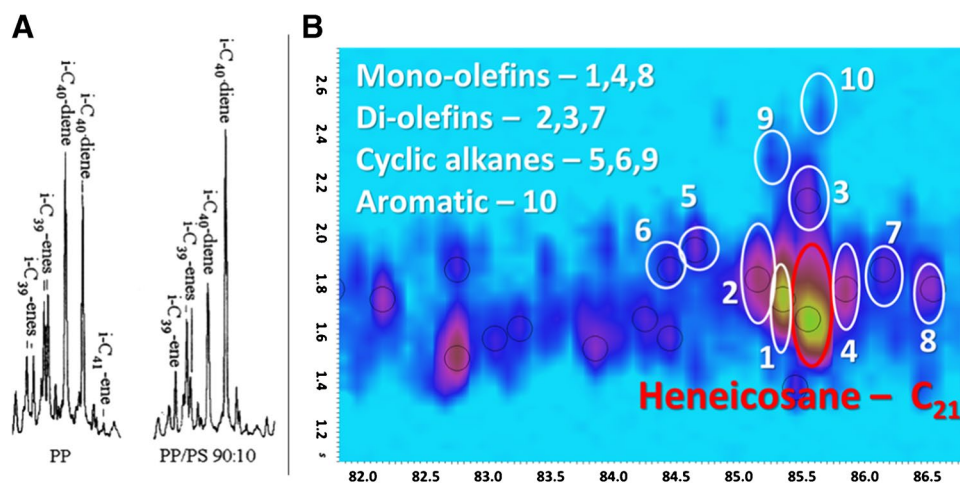 A
i-C39-enes
i-C39-enes
i-C40-diene
i-C40-diene
i-C41-ene
PP
i-C39-ene
i-C39-enes
i-C40-diene
i-C40-diene
PP/PS 90:10
B
Mono-olefins – 1,4,8
Di-olefins – 2,3,7
Cyclic alkanes – 5,6,9
Aromatic – 10
10
9
3
5
6
7
2
1
4
8
Heneicosane – C21
2.6
2.4
2.2
2.0
1.8
1.6
1.4
1.2
s
82.0 82.5 83.0 83.5 84.0 84.5 85.0 85.5 86.0 86.5